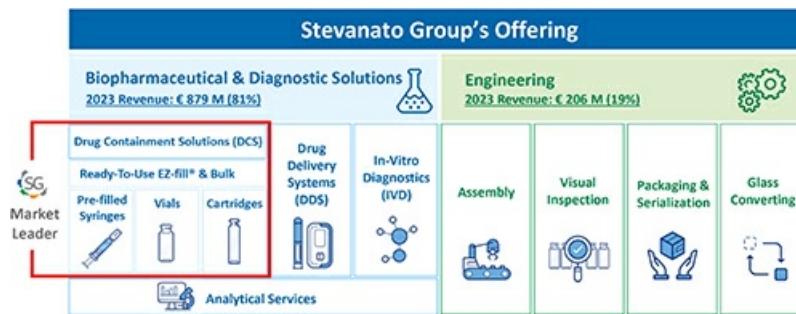 Stevanato Group's Offering
Biopharmaceutical & Diagnostic Solutions
2023 Revenue: € 879 M (81%)
Engineering
2023 Revenue: € 206 M (19%)
SG
Market
Leader
Drug Containment Solutions (DCS)
Ready-To-Use EZ-fill® & Bulk
Pre-filled
Syringes
Vials
Cartridges
Drug
Delivery
Systems
(DDS)
In-Vitro
Diagnostics
(IVD)
Analytical Services
Assembly
Visual
Inspection
Packaging &
Serialization
Glass
Converting